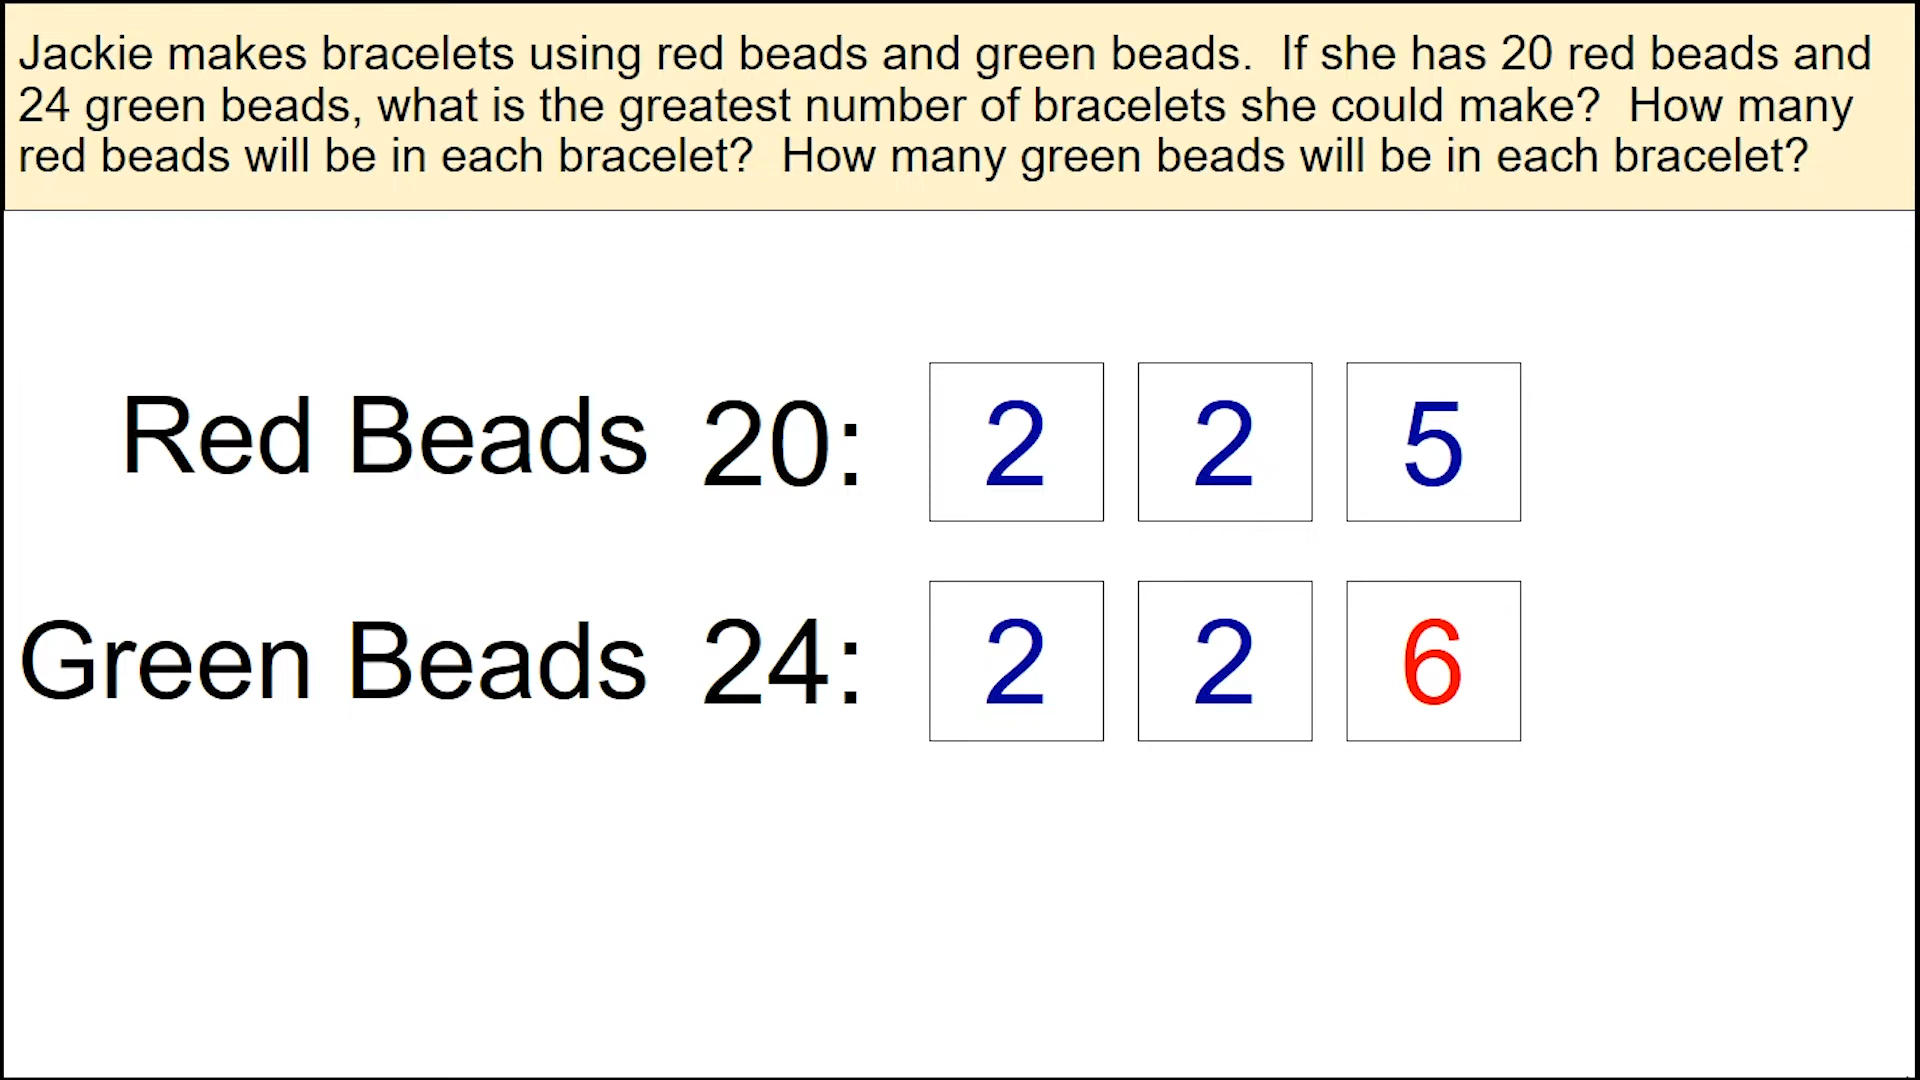 Jackie makes bracelets using red beads and green beads.  If she has 20 red beads and
24 green beads, what is the greatest number of bracelets she could make?  How many
red beads will be in each bracelet?  How many green beads will be in each bracelet?
Red Beads 20: 2 2 5
Green Beads 24: 2 2 6